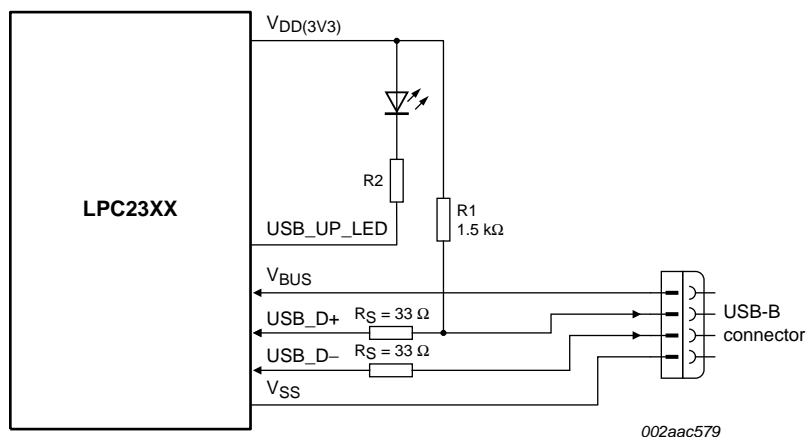 V_DD(3V3)
R2
LPC23XX
R1
1.5 kΩ
USB_UP_LED
V_BUS
USB_D+
R_S = 33 Ω
USB-B
connector
USB_D−
R_S = 33 Ω
V_SS
002aac579